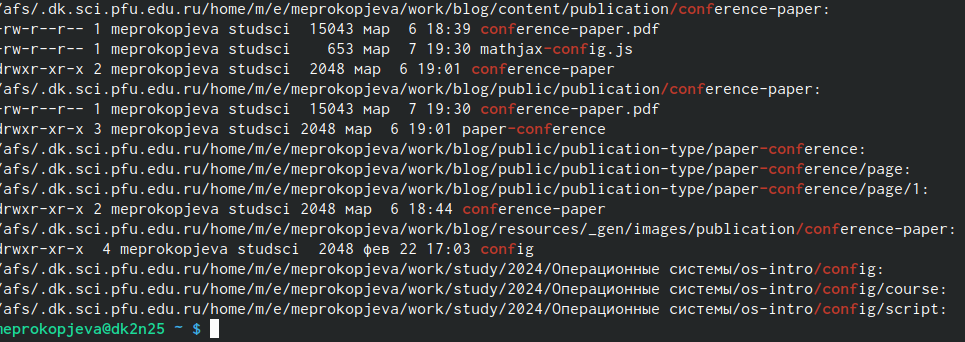 /afs/.dk.sci.pfu.edu.ru/home/m/e/meprokopjeva/work/blog/content/publication/conference-paper:
-rw-r--r-- 1 meprokopjeva studsci  15043 мар  6 18:39 conference-paper.pdf
-rw-r--r-- 1 meprokopjeva studsci    653 мар  7 19:30 mathjax-config.js
drwxr-xr-x 2 meprokopjeva studsci  2048 мар  6 19:01 conference-paper
/afs/.dk.sci.pfu.edu.ru/home/m/e/meprokopjeva/work/blog/public/publication/conference-paper:
-rw-r--r-- 1 meprokopjeva studsci  15043 мар  7 19:30 conference-paper.pdf
drwxr-xr-x 3 meprokopjeva studsci 2048 мар  6 19:01 paper-conference
/afs/.dk.sci.pfu.edu.ru/home/m/e/meprokopjeva/work/blog/public/publication-type/paper-conference:
/afs/.dk.sci.pfu.edu.ru/home/m/e/meprokopjeva/work/blog/public/publication-type/paper-conference/page:
/afs/.dk.sci.pfu.edu.ru/home/m/e/meprokopjeva/work/blog/public/publication-type/paper-conference/page/1:
drwxr-xr-x 2 meprokopjeva studsci 2048 мар  6 18:44 conference-paper
/afs/.dk.sci.pfu.edu.ru/home/m/e/meprokopjeva/work/blog/resources/_gen/images/publication/conference-paper:
drwxr-xr-x  4 meprokopjeva studsci  2048 фев 22 17:03 config
/afs/.dk.sci.pfu.edu.ru/home/m/e/meprokopjeva/work/study/2024/Операционные системы/os-intro/config:
/afs/.dk.sci.pfu.edu.ru/home/m/e/meprokopjeva/work/study/2024/Операционные системы/os-intro/config/course:
/afs/.dk.sci.pfu.edu.ru/home/m/e/meprokopjeva/work/study/2024/Операционные системы/os-intro/config/script:
meprokopjeva@dk2n25 ~ $